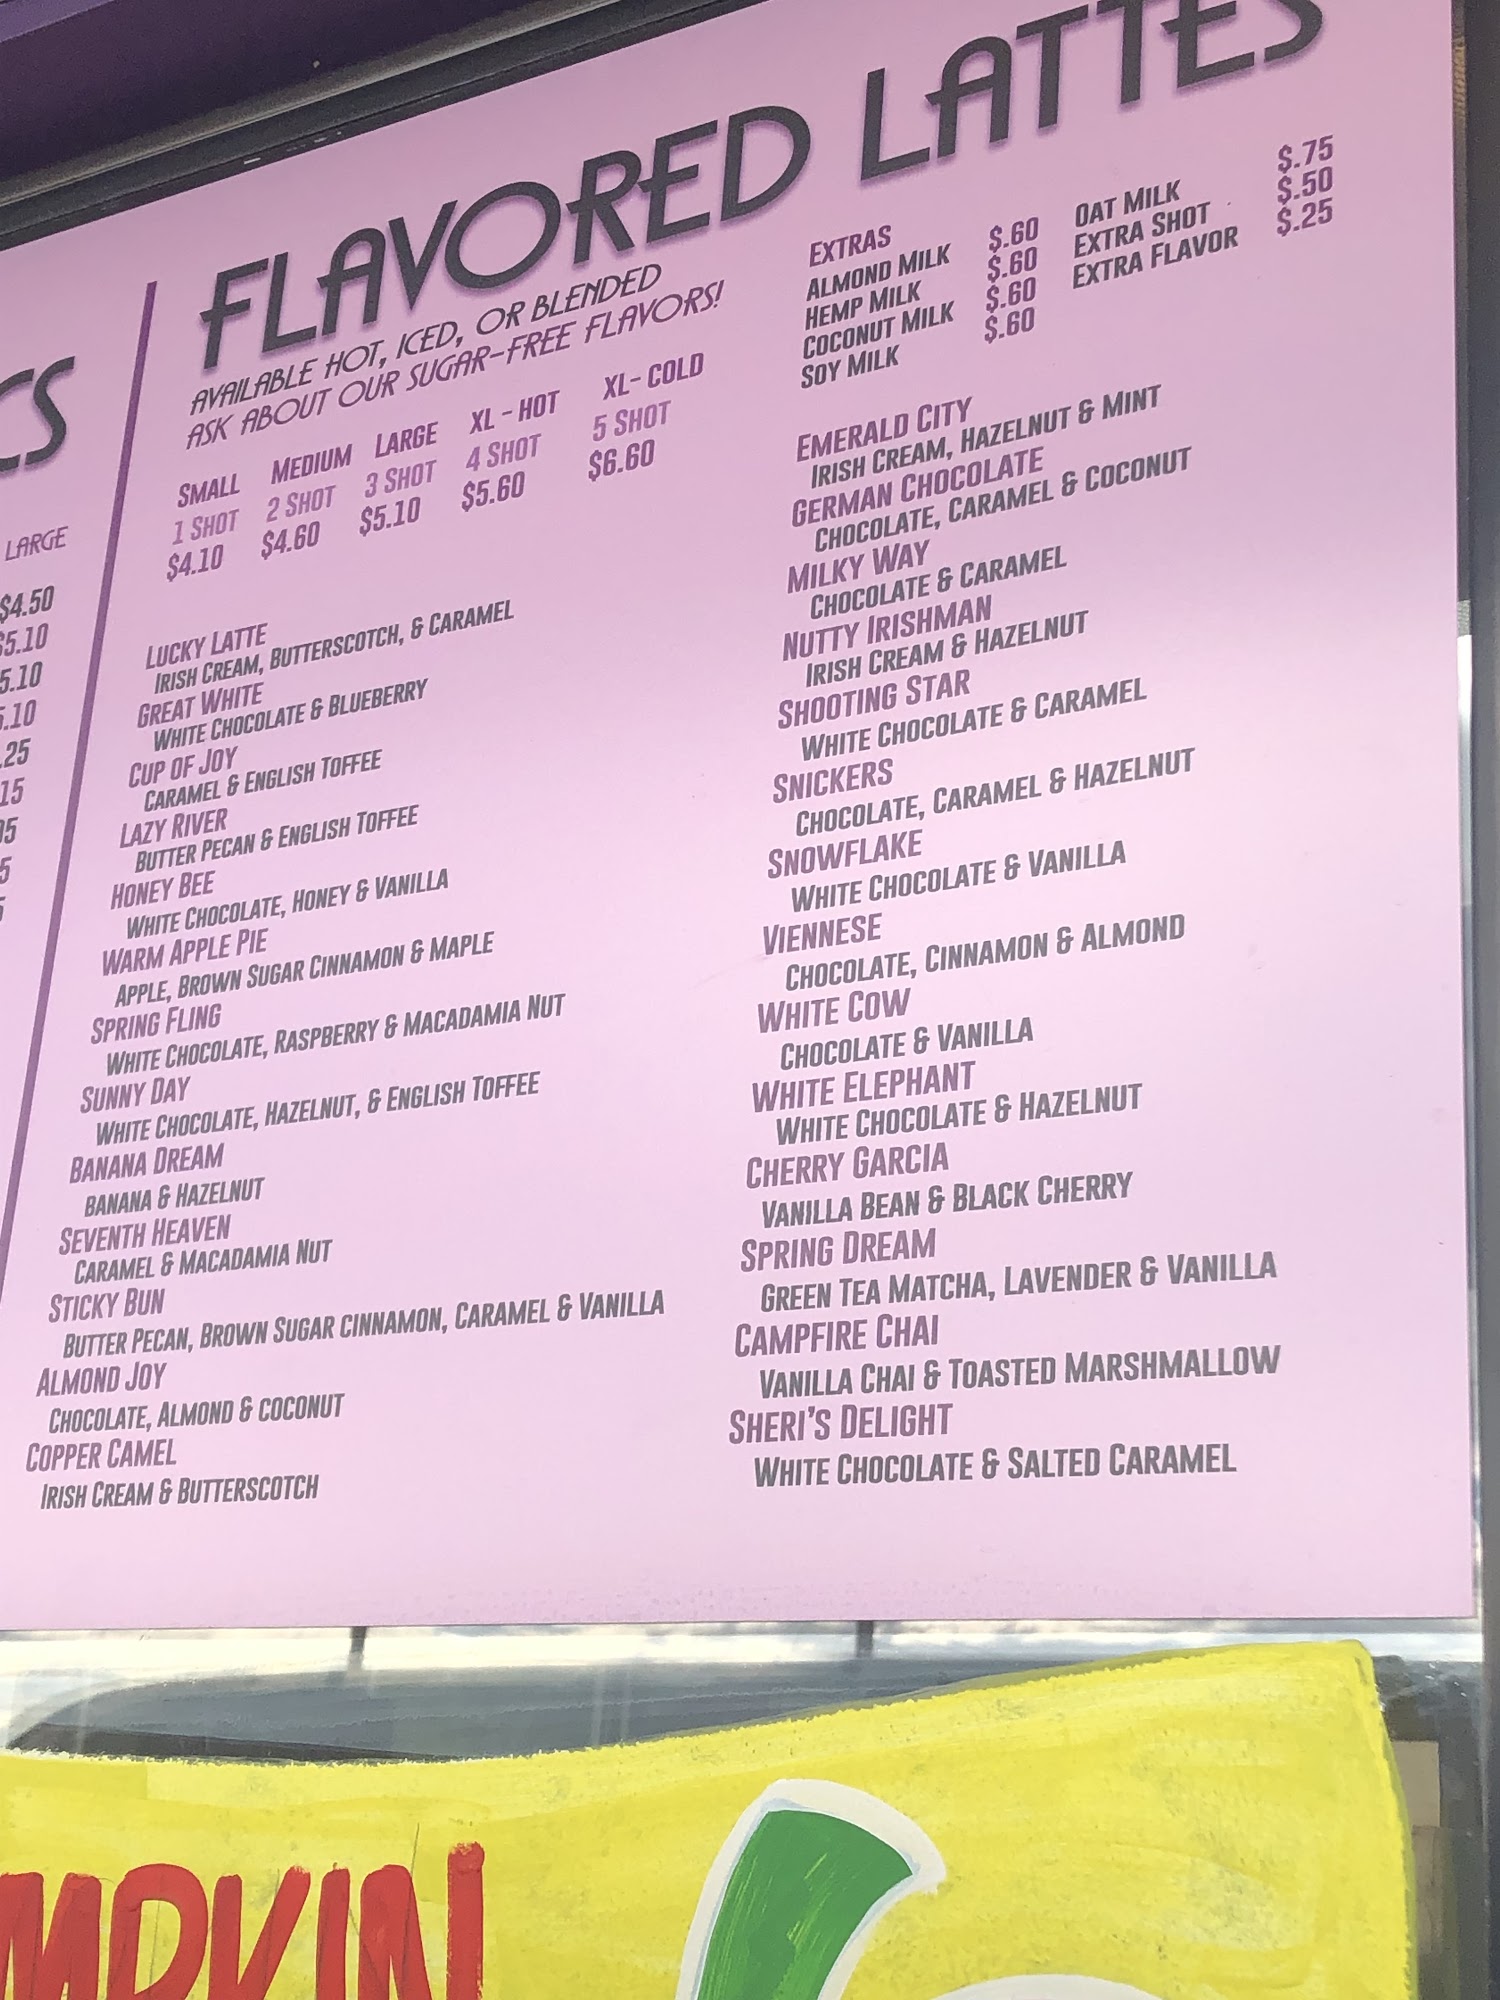 CS
LARGE
$4.50
$5.10
5.10
.10
.25
15
5
5
FLAVORED LATTES
AVAILABLE HOT, ICED, OR BLENDED
ASK ABOUT OUR SUGAR-FREE FLAVORS!
SMALL MEDIUM LARGE XL - HOT XL- COLD
1 SHOT 2 SHOT 3 SHOT 4 SHOT 5 SHOT
$4.10 $4.60 $5.10 $5.60 $6.60
LUCKY LATTE
IRISH CREAM, BUTTERSCOTCH, & CARAMEL
GREAT WHITE
WHITE CHOCOLATE & BLUEBERRY
CUP OF JOY
CARAMEL & ENGLISH TOFFEE
LAZY RIVER
BUTTER PECAN & ENGLISH TOFFEE
HONEY BEE
WHITE CHOCOLATE, HONEY & VANILLA
WARM APPLE PIE
APPLE, BROWN SUGAR CINNAMON & MAPLE
SPRING FLING
WHITE CHOCOLATE, RASPBERRY & MACADAMIA NUT
SUNNY DAY
WHITE CHOCOLATE, HAZELNUT, & ENGLISH TOFFEE
BANANA DREAM
BANANA & HAZELNUT
SEVENTH HEAVEN
CARAMEL & MACADAMIA NUT
STICKY BUN
BUTTER PECAN, BROWN SUGAR CINNAMON, CARAMEL & VANILLA
ALMOND JOY
CHOCOLATE, ALMOND & COCONUT
COPPER CAMEL
IRISH CREAM & BUTTERSCOTCH
EXTRAS
ALMOND MILK $.60
HEMP MILK $.60
COCONUT MILK $.60
SOY MILK $.60
OAT MILK $.75
EXTRA SHOT $.50
EXTRA FLAVOR $.25
EMERALD CITY
IRISH CREAM, HAZELNUT & MINT
GERMAN CHOCOLATE
CHOCOLATE, CARAMEL & COCONUT
MILKY WAY
CHOCOLATE & CARAMEL
NUTTY IRISHMAN
IRISH CREAM & HAZELNUT
SHOOTING STAR
WHITE CHOCOLATE & CARAMEL
SNICKERS
CHOCOLATE, CARAMEL & HAZELNUT
SNOWFLAKE
WHITE CHOCOLATE & VANILLA
VIENNESE
CHOCOLATE, CINNAMON & ALMOND
WHITE COW
CHOCOLATE & VANILLA
WHITE ELEPHANT
WHITE CHOCOLATE & HAZELNUT
CHERRY GARCIA
VANILLA BEAN & BLACK CHERRY
SPRING DREAM
GREEN TEA MATCHA, LAVENDER & VANILLA
CAMPFIRE CHAI
VANILLA CHAI & TOASTED MARSHMALLOW
SHERI'S DELIGHT
WHITE CHOCOLATE & SALTED CARAMEL
MPKIN